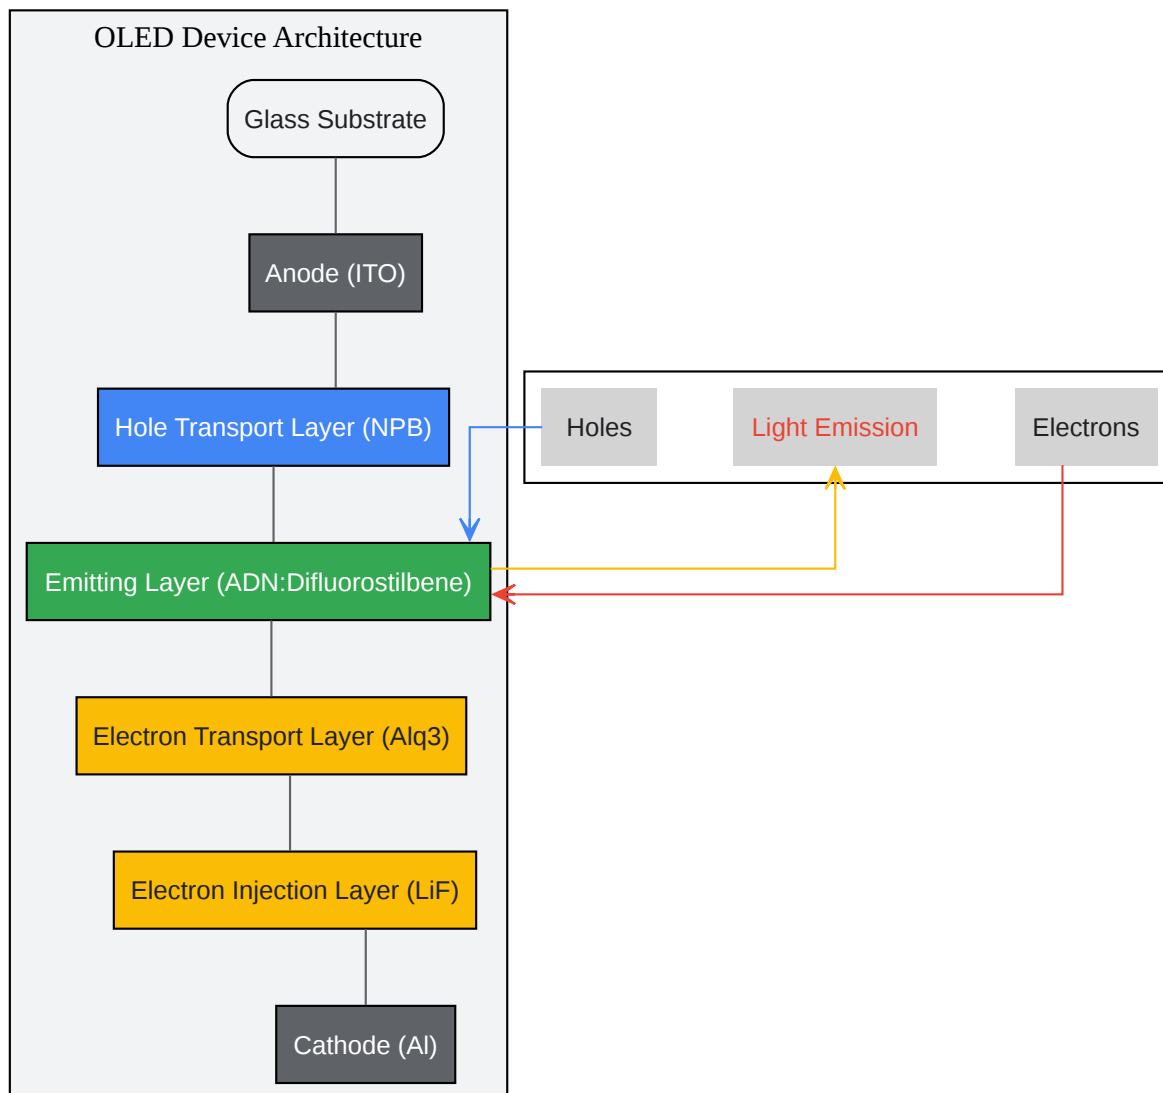 OLED Device Architecture
Glass Substrate
Anode (ITO)
Hole Transport Layer (NPB)
Holes
Light Emission
Electrons
Emitting Layer (ADN:Difluorostilbene)
Electron Transport Layer (Alq3)
Electron Injection Layer (LiF)
Cathode (Al)